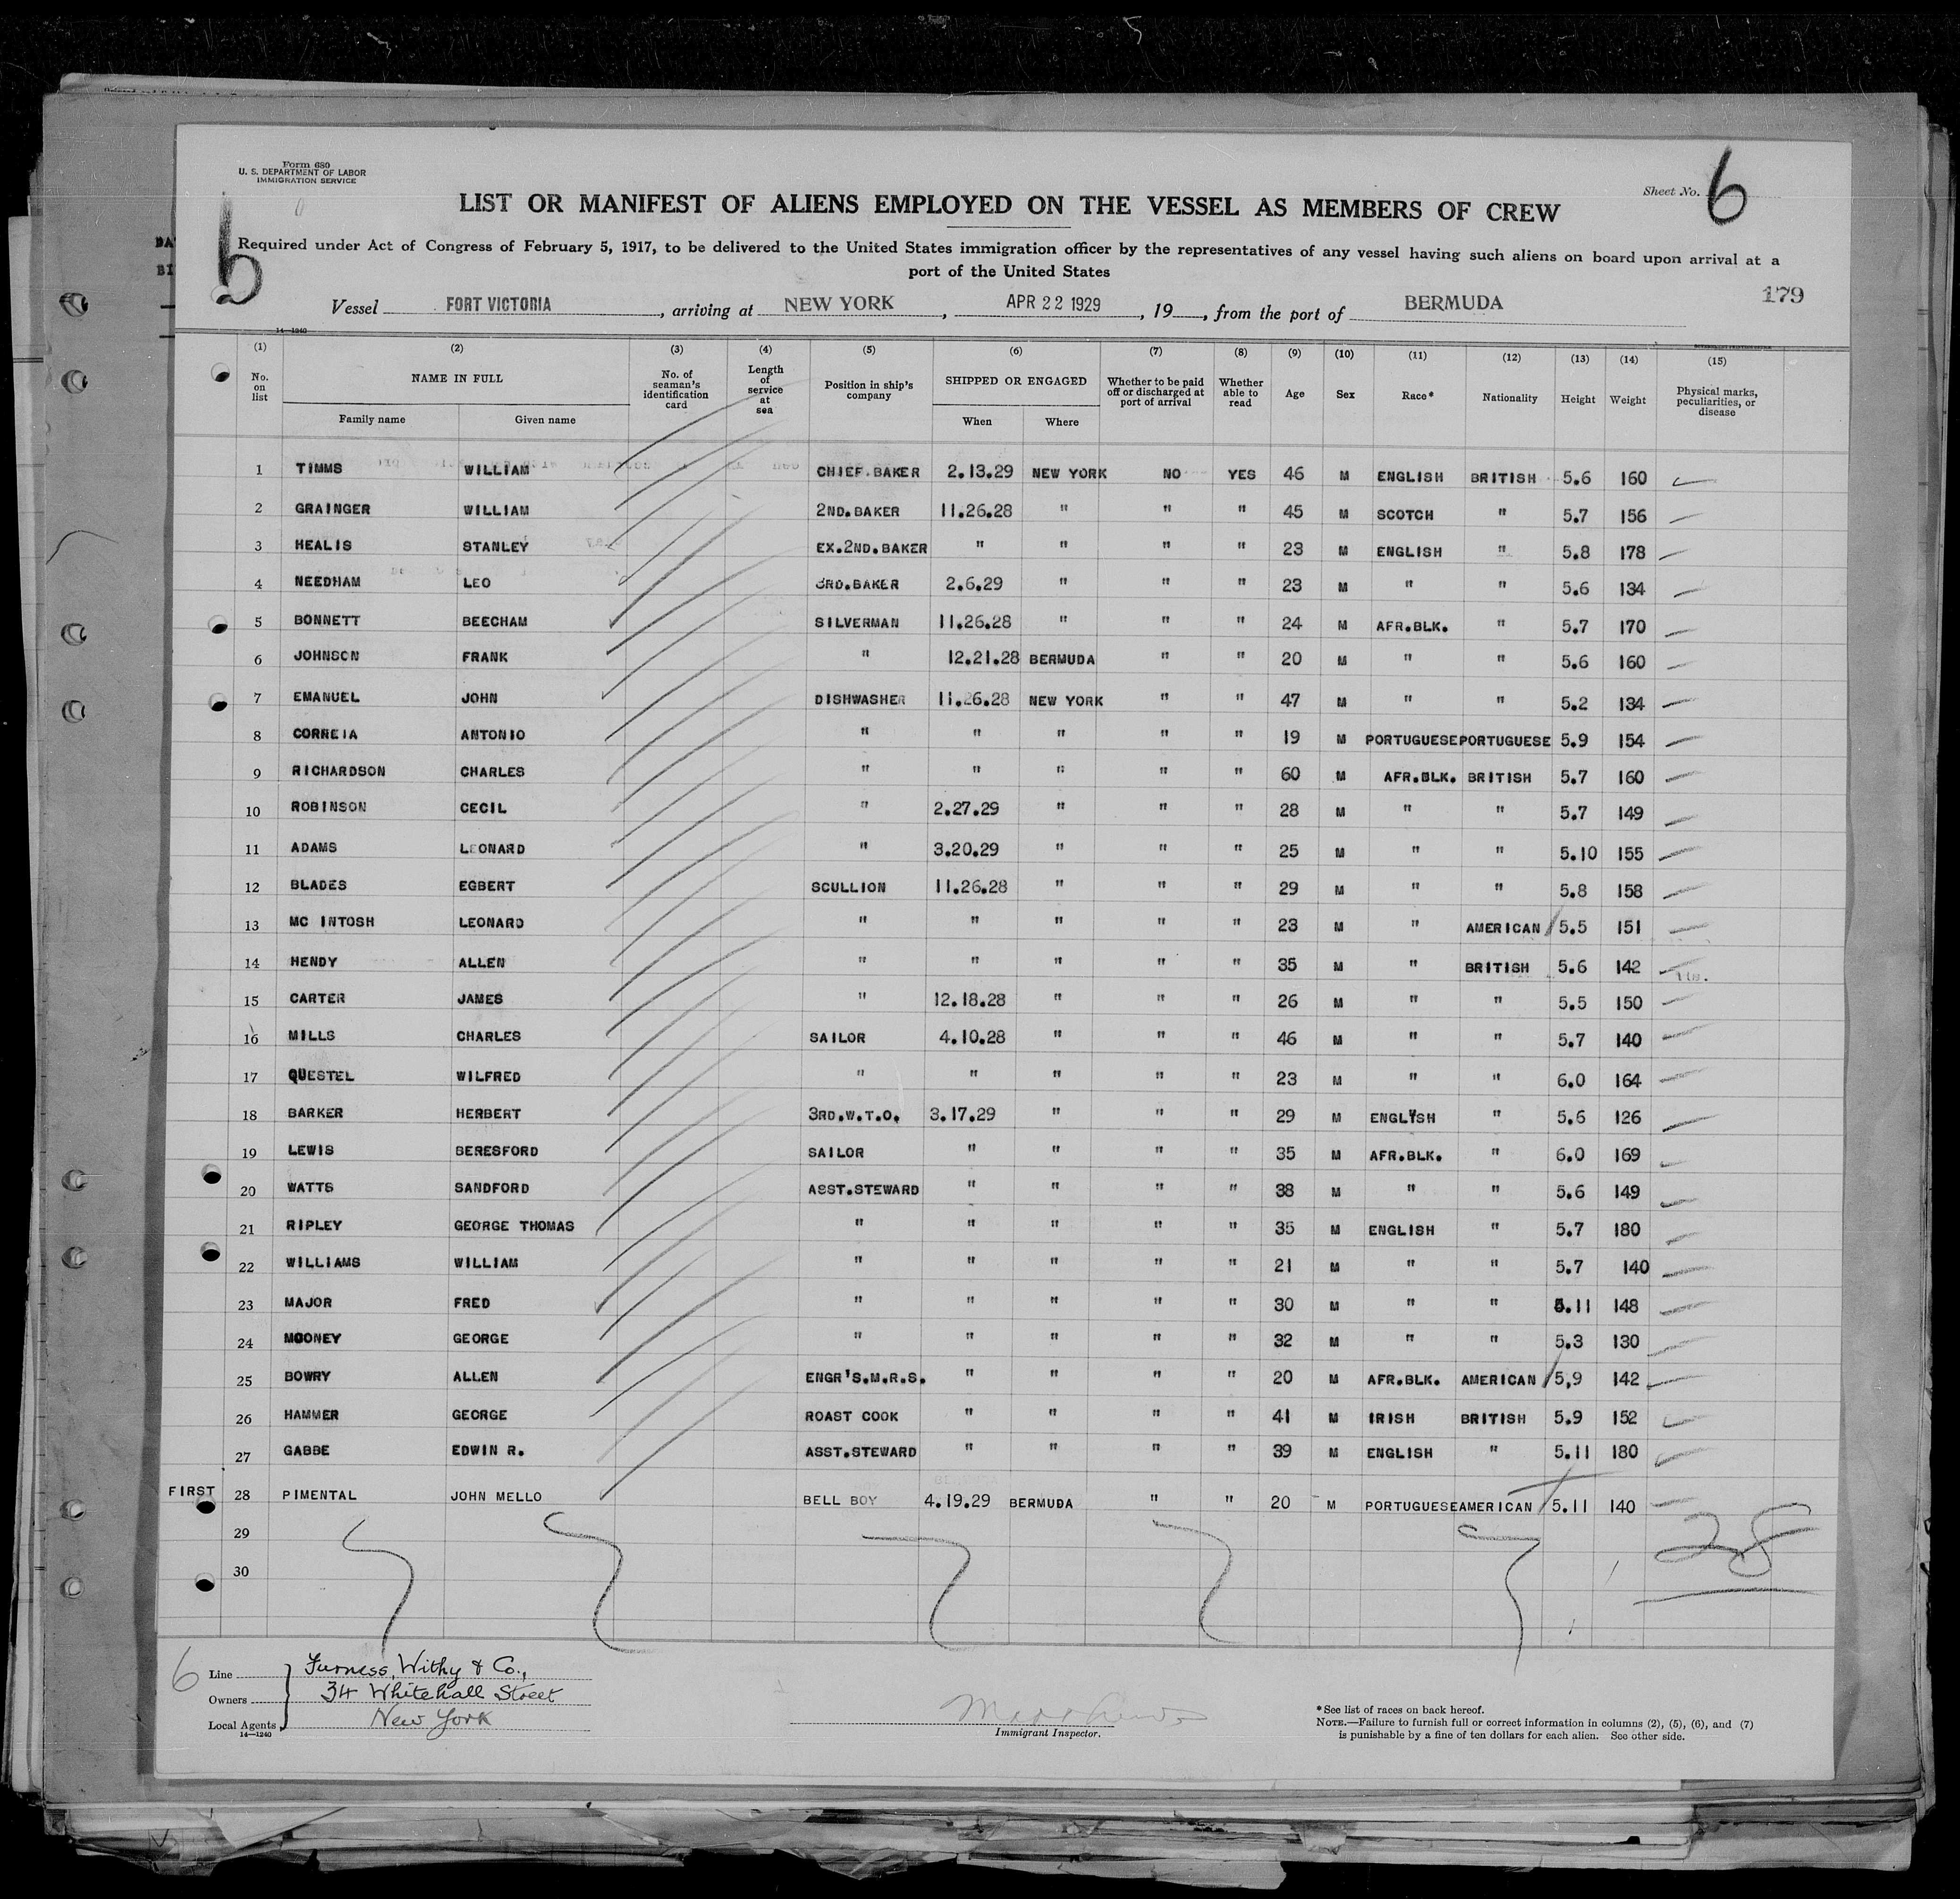 Form 680
U. S. DEPARTMENT OF LABOR
IMMIGRATION SERVICE
Sheet No. 6
LIST OR MANIFEST OF ALIENS EMPLOYED ON THE VESSEL AS MEMBERS OF CREW
Required under Act of Congress of February 5, 1917, to be delivered to the United States immigration officer by the representatives of any vessel having such aliens on board upon arrival at a
port of the United States
Vessel FORT VICTORIA, arriving at NEW YORK, APR 22 1929, 19__, from the port of BERMUDA
179
14—1240
(1) (2) (3) (4) (5) (6) (7) (8) (9) (10) (11) (12) (13) (14) (15)
No. on list NAME IN FULL No. of seaman's identification card Length of service at sea Position in ship's company SHIPPED OR ENGAGED Whether to be paid off or discharged at port of arrival Whether able to read Age Sex Race* Nationality Height Weight Physical marks, peculiarities, or disease
Family name Given name When Where
1 TIMMS WILLIAM CHIEF.BAKER 2.13.29 NEW YORK NO YES 46 M ENGLISH BRITISH 5.6 160
2 GRAINGER WILLIAM 2ND.BAKER 11.26.28 " " " 45 M SCOTCH " 5.7 156
3 HEALIS STANLEY EX.2ND.BAKER " " " " 23 M ENGLISH " 5.8 178
4 NEEDHAM LEO 3RD.BAKER 2.6.29 " " " 23 M " " 5.6 134
5 BONNETT BEECHAM SILVERMAN 11.26.28 " " " 24 M AFR.BLK. " 5.7 170
6 JOHNSON FRANK " 12.21.28 BERMUDA " " 20 M " " 5.6 160
7 EMANUEL JOHN DISHWASHER 11.26.28 NEW YORK " " 47 M " " 5.2 134
8 CORREIA ANTONIO " " " " " 19 M PORTUGUESE PORTUGUESE 5.9 154
9 RICHARDSON CHARLES " " " " " 60 M AFR.BLK. BRITISH 5.7 160
10 ROBINSON CECIL " 2.27.29 " " " 28 M " " 5.7 149
11 ADAMS LEONARD " 3.20.29 " " " 25 M " " 5.10 155
12 BLADES EGBERT SCULLION 11.26.28 " " " 29 M " " 5.8 158
13 MC INTOSH LEONARD " " " " " 23 M " AMERICAN 5.5 151
14 HENDY ALLEN " " " " " 35 M " BRITISH 5.6 142
15 CARTER JAMES " 12.18.28 " " " 26 M " " 5.5 150
16 MILLS CHARLES SAILOR 4.10.28 " " " 46 M " " 5.7 140
17 QUESTEL WILFRED " " " " " 23 M " " 6.0 164
18 BARKER HERBERT 3RD.W.T.O. 3.17.29 " " " 29 M ENGLISH " 5.6 126
19 LEWIS BERESFORD SAILOR " " " " 35 M AFR.BLK. " 6.0 169
20 WATTS SANDFORD ASST.STEWARD " " " " 38 M " " 5.6 149
21 RIPLEY GEORGE THOMAS " " " " " 35 M ENGLISH " 5.7 180
22 WILLIAMS WILLIAM " " " " " 21 M " " 5.7 140
23 MAJOR FRED " " " " " 30 M " " 5.11 148
24 MOONEY GEORGE " " " " " 32 M " " 5.3 130
25 BOWRY ALLEN ENGR'S.M.R.S. " " " " 20 M AFR.BLK. AMERICAN 5,9 142
26 HAMMER GEORGE ROAST COOK " " " " 41 M IRISH BRITISH 5.9 152
27 GABBE EDWIN R. ASST.STEWARD " " " " 39 M ENGLISH " 5.11 180
FIRST 28 PIMENTAL JOHN MELLO BELL BOY 4.19.29 BERMUDA " " 20 M PORTUGUESE AMERICAN 5.11 140
29
28
30
6
Line
Owners
Local Agents
Furness, Withy & Co.,
34 Whitehall Street
New York
14—1240
Immigrant Inspector.
*See list of races on back hereof.
NOTE.—Failure to furnish full or correct information in columns (2), (5), (6), and (7)
is punishable by a fine of ten dollars for each alien. See other side.